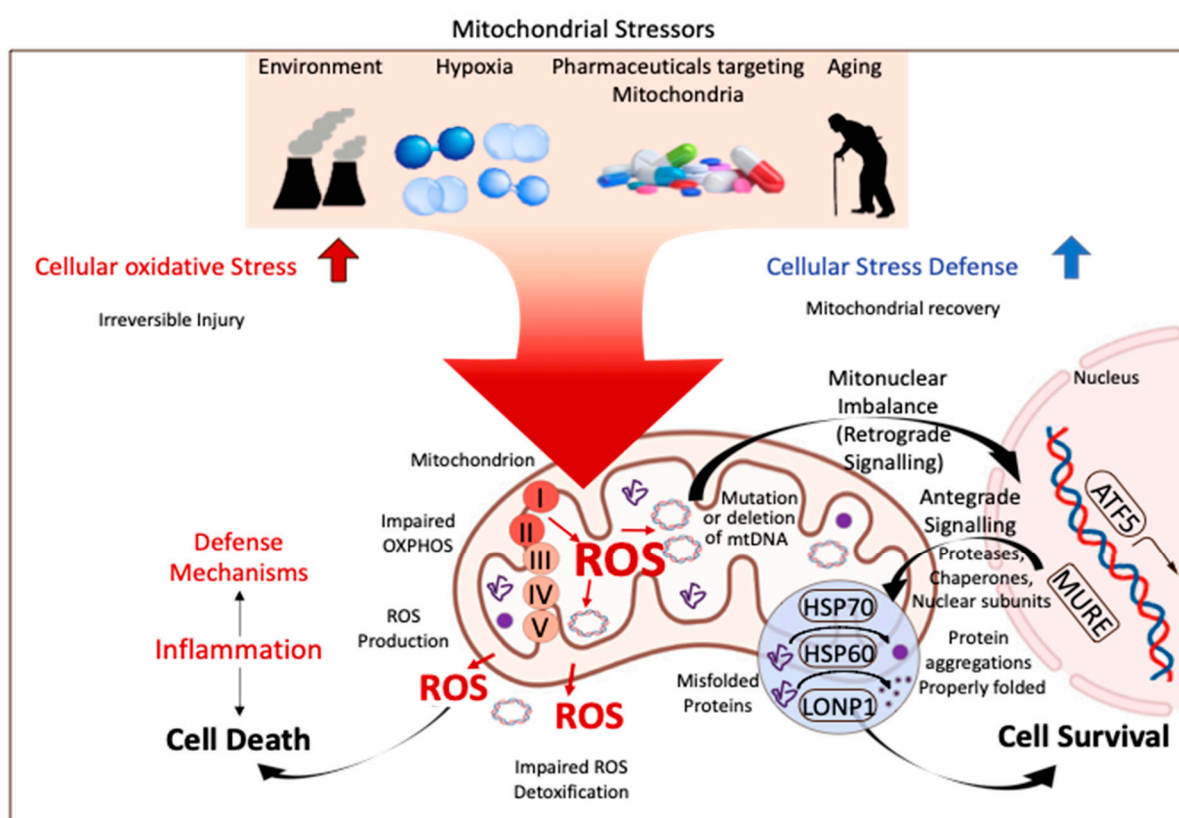 Mitochondrial Stressors
Environment
Hypoxia
Pharmaceuticals targeting
Mitochondria
Aging
Cellular oxidative Stress
Irreversible Injury
Cellular Stress Defense
Mitochondrial recovery
Mitonuclear
Imbalance
(Retrograde
Signalling)
Nucleus
Mitochondrion
Impaired
OXPHOS
I
II
III
IV
V
ROS
Mutation
or deletion
of mtDNA
Antegrade
Signalling
Proteases,
Chaperones,
Nuclear subunits
ATF5
MURE
Defense
Mechanisms
Inflammation
Cell Death
ROS
Production
ROS
ROS
Impaired ROS
Detoxification
Misfolded
Proteins
HSP70
HSP60
LONP1
Protein
aggregations
Properly folded
Cell Survival